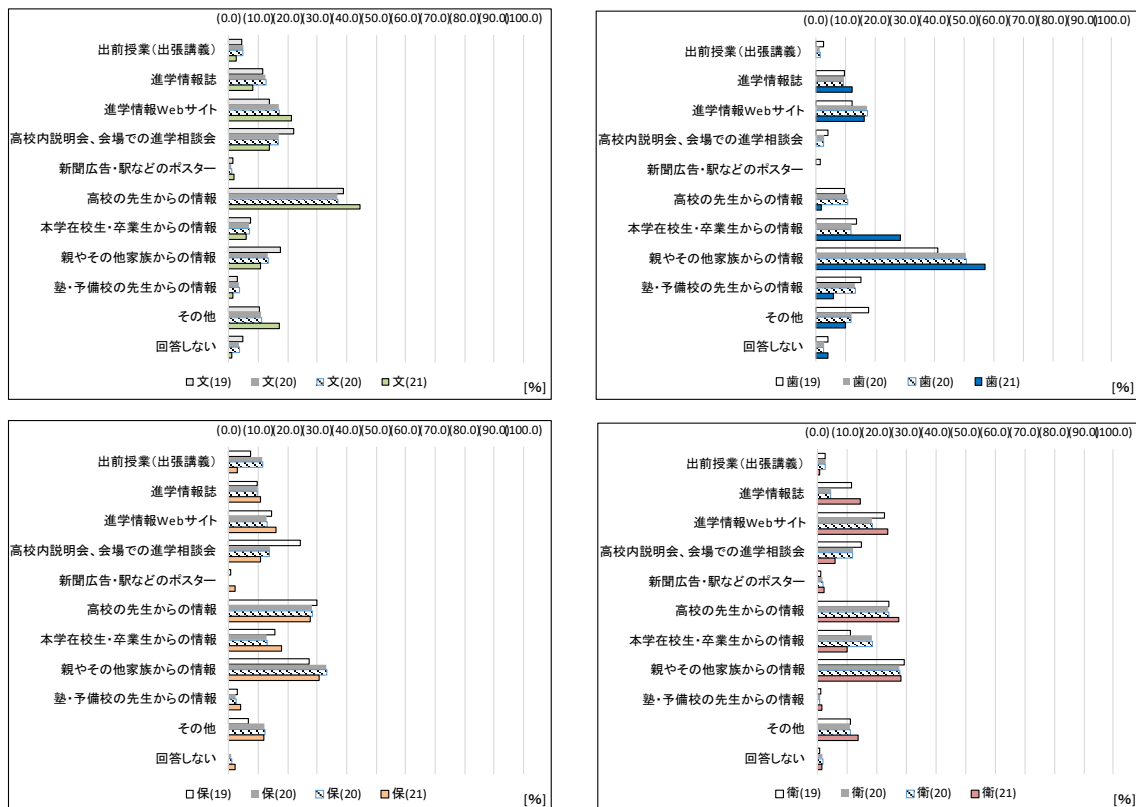 (0.0) (10.0) (20.0) (30.0) (40.0) (50.0) (60.0) (70.0) (80.0) (90.0) (100.0)
出前授業（出張講義）
進学情報誌
進学情報Webサイト
高校内説明会、会場での進学相談会
新聞広告・駅などのポスター
高校の先生からの情報
本学在校生・卒業生からの情報
親やその他家族からの情報
塾・予備校の先生からの情報
その他
回答しない
文(19) 文(20) 文(20) 文(21)
[%]
(0.0) (10.0) (20.0) (30.0) (40.0) (50.0) (60.0) (70.0) (80.0) (90.0) (100.0)
出前授業（出張講義）
進学情報誌
進学情報Webサイト
高校内説明会、会場での進学相談会
新聞広告・駅などのポスター
高校の先生からの情報
本学在校生・卒業生からの情報
親やその他家族からの情報
塾・予備校の先生からの情報
その他
回答しない
歯(19) 歯(20) 歯(20) 歯(21)
[%]
(0.0) (10.0) (20.0) (30.0) (40.0) (50.0) (60.0) (70.0) (80.0) (90.0) (100.0)
出前授業（出張講義）
進学情報誌
進学情報Webサイト
高校内説明会、会場での進学相談会
新聞広告・駅などのポスター
高校の先生からの情報
本学在校生・卒業生からの情報
親やその他家族からの情報
塾・予備校の先生からの情報
その他
回答しない
保(19) 保(20) 保(20) 保(21)
[%]
(0.0) (10.0) (20.0) (30.0) (40.0) (50.0) (60.0) (70.0) (80.0) (90.0) (100.0)
出前授業（出張講義）
進学情報誌
進学情報Webサイト
高校内説明会、会場での進学相談会
新聞広告・駅などのポスター
高校の先生からの情報
本学在校生・卒業生からの情報
親やその他家族からの情報
塾・予備校の先生からの情報
その他
回答しない
衛(19) 衛(20) 衛(20) 衛(21)
[%]